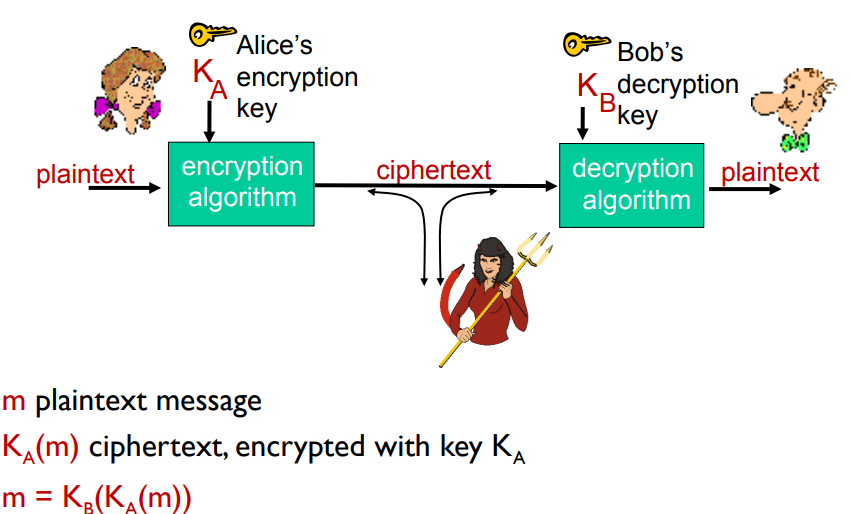 Alice's
encryption
key
K_A
Bob's
decryption
key
K_B
plaintext
encryption
algorithm
ciphertext
decryption
algorithm
plaintext
m plaintext message
K_A(m) ciphertext, encrypted with key K_A
m = K_B(K_A(m))